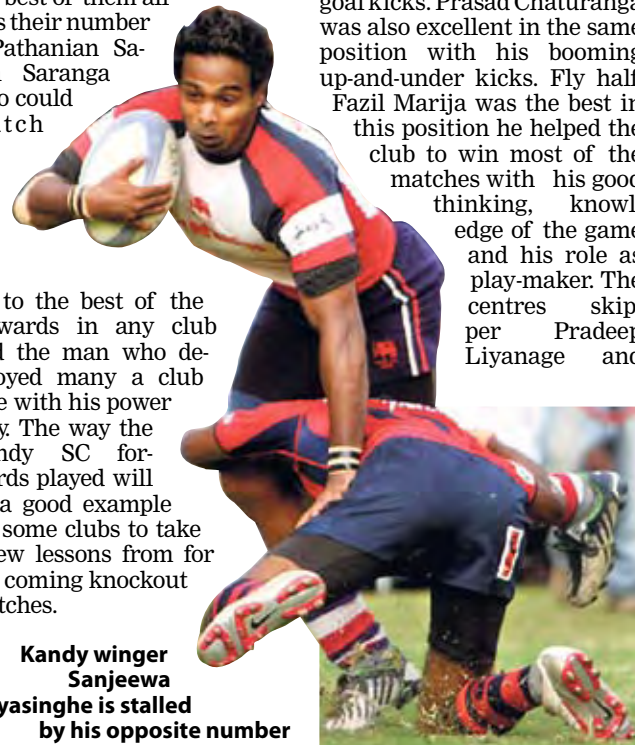 best of them all
s their number
Pathanian Sa-
Saranga
o could
tch
to the best of the
wards in any club
the man who de-
oyed many a club
e with his power
y. The way the
ndy SC for-
rds played will
a good example
some clubs to take
ew lessons from for
coming knockout
tches.
Kandy winger
Sanjeewa
yasinghe is stalled
by his opposite number
goal kicks. Prasad Chaturanga
was also excellent in the same
position with his booming
up-and-under kicks. Fly half
Fazil Marija was the best in
this position he helped the
club to win most of the
matches with his good
thinking, knowl
edge of the game
and his role as
play-maker. The
centres skip
per Pradeep
Liyanage and